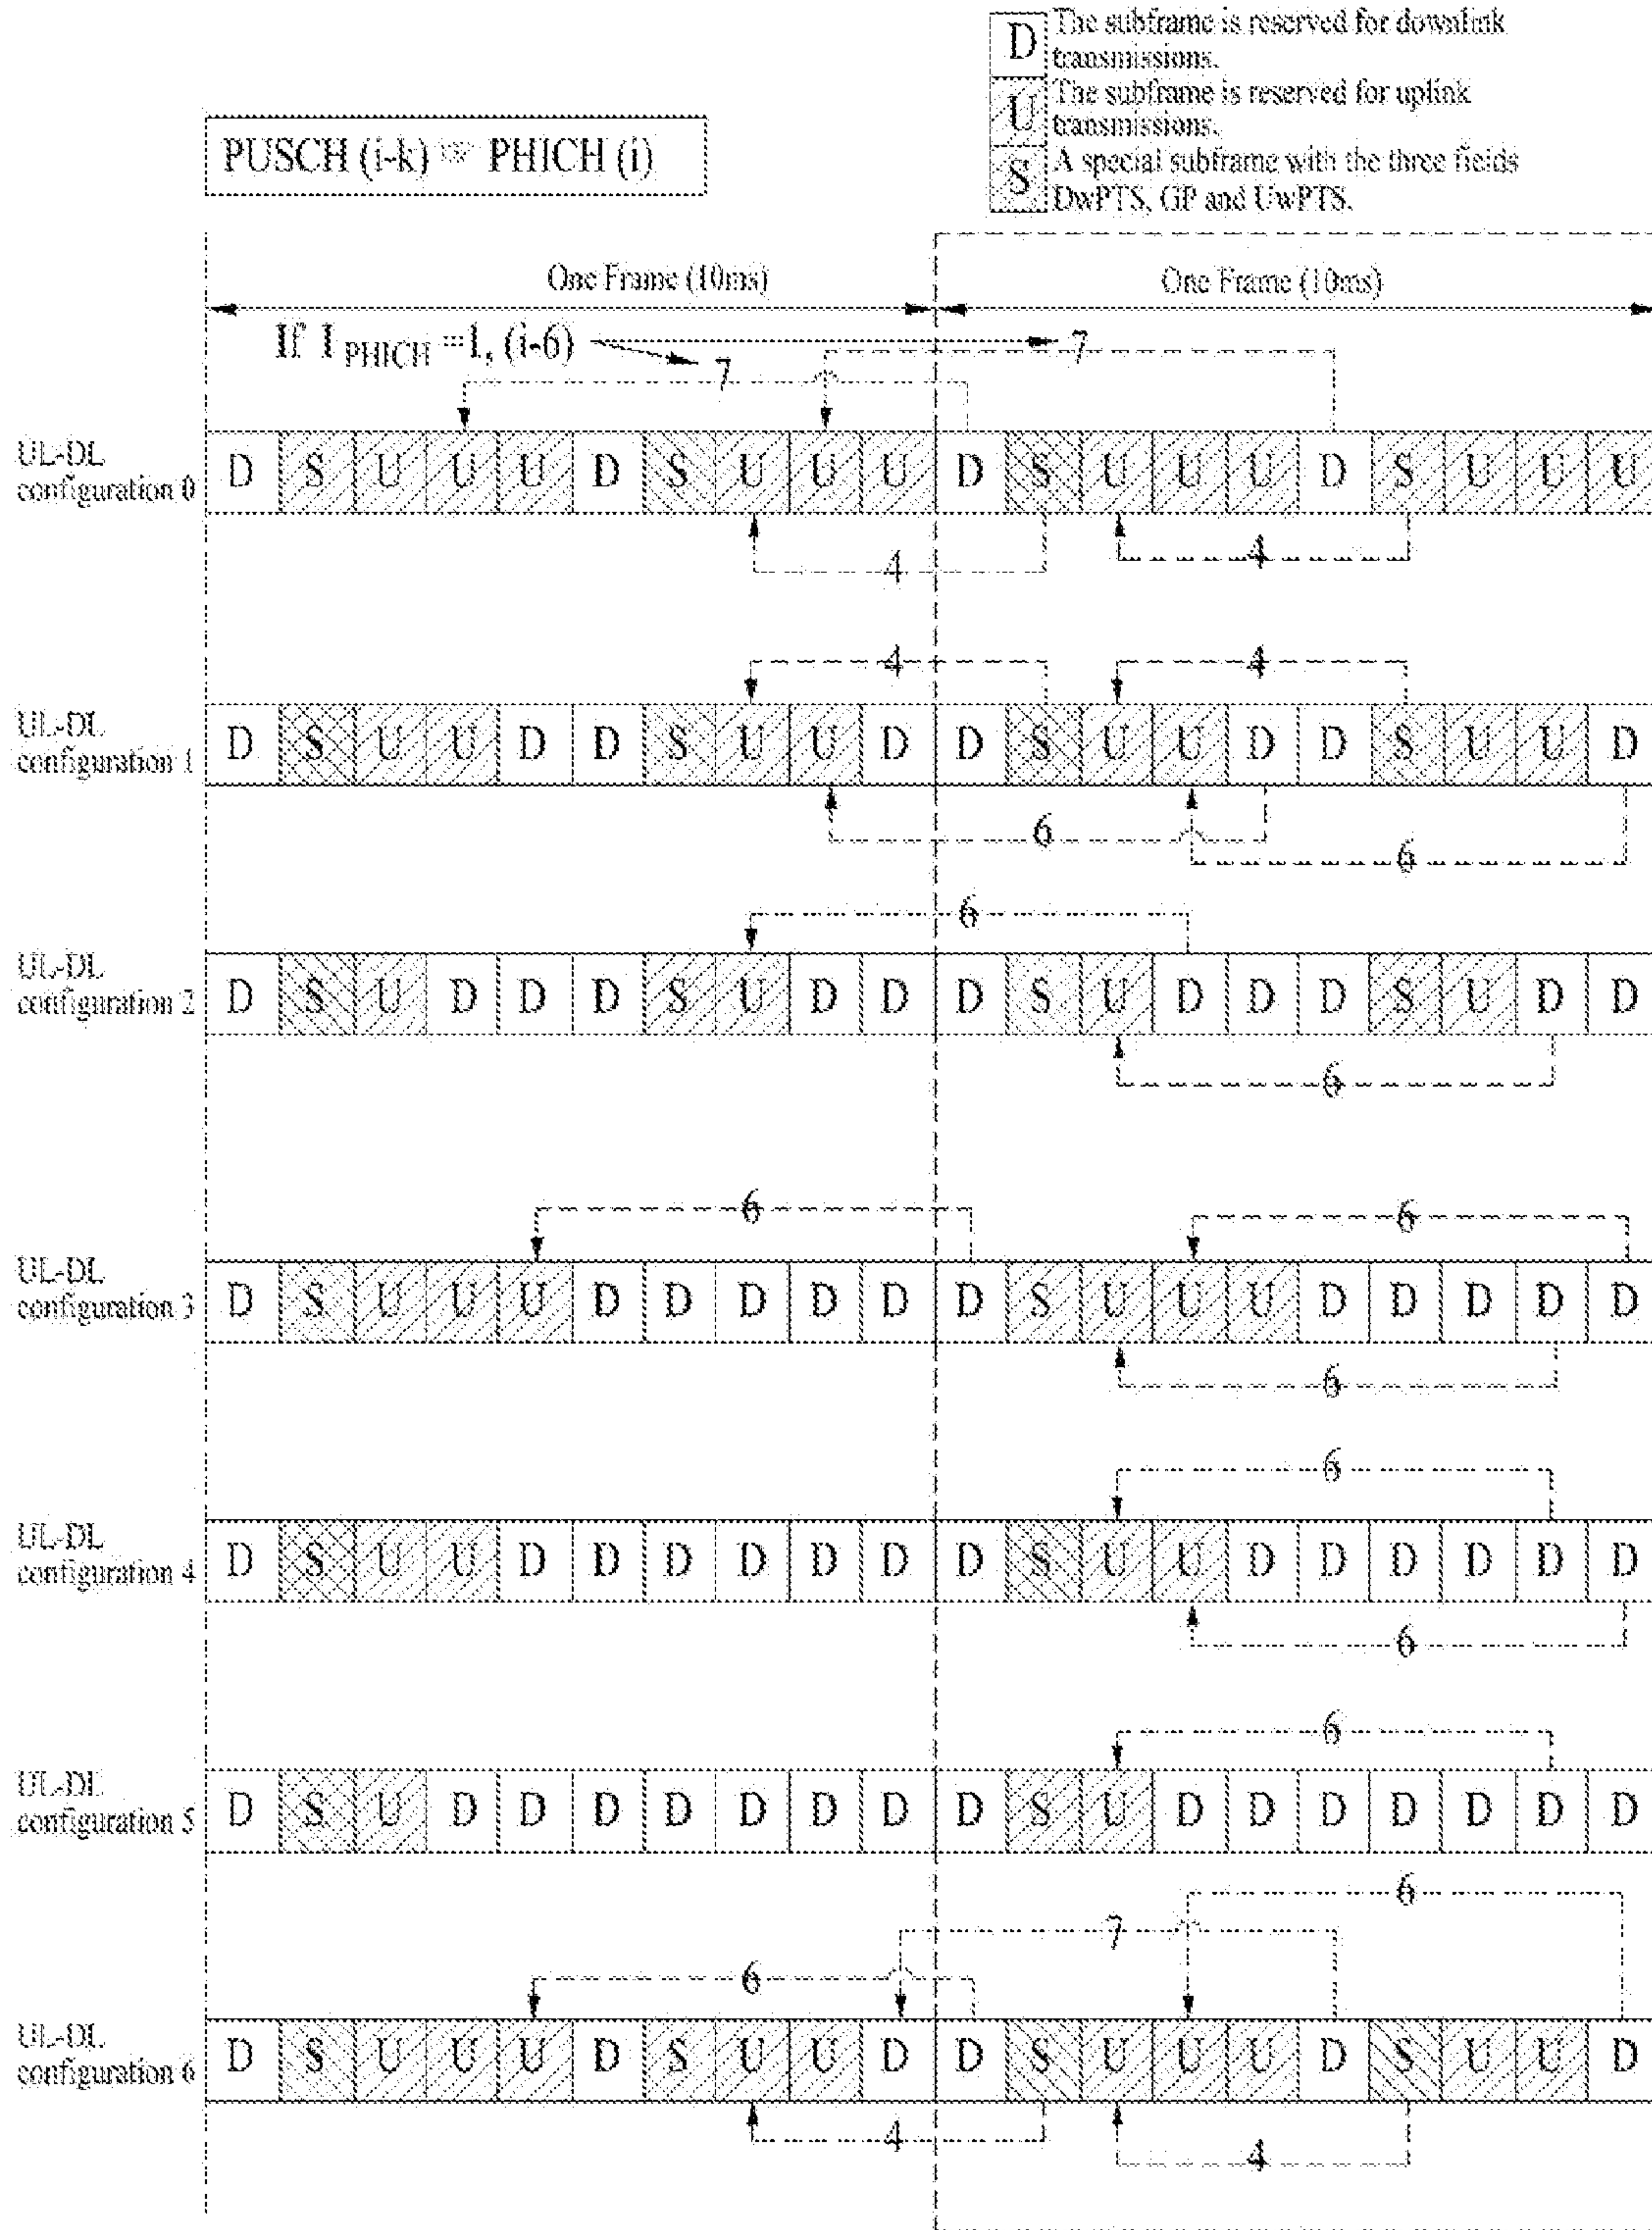 D The subframe is reserved for downlink
transmissions.
U The subframe is reserved for uplink
transmissions.
S A special subframe with the three fields
DwPTS, GP and UwPTS.
PUSCH (i-k) ☞ PHICH (i)
One Frame (10ms) One Frame (10ms)
If I PHICH =1, (i-6) 7
7
UL-DL
configuration 0 D S U U U D S U U U D S U U U D S U U U
4 4
4 4
UL-DL
configuration 1 D S U U D D S U U D D S U U D D S U U D
6 6
6
UL-DL
configuration 2 D S U D D D S U D D D S U D D D S U D D
6
6 6
UL-DL
configuration 3 D S U U U D D D D D D S U U U D D D D D
6
6
UL-DL
configuration 4 D S U U D D D D D D D S U U D D D D D D
6
6
UL-DL
configuration 5 D S U D D D D D D D D S U D D D D D D D
6
7
6
UL-DL
configuration 6 D S U U U D S U U D D S U U U D S U U D
4 4